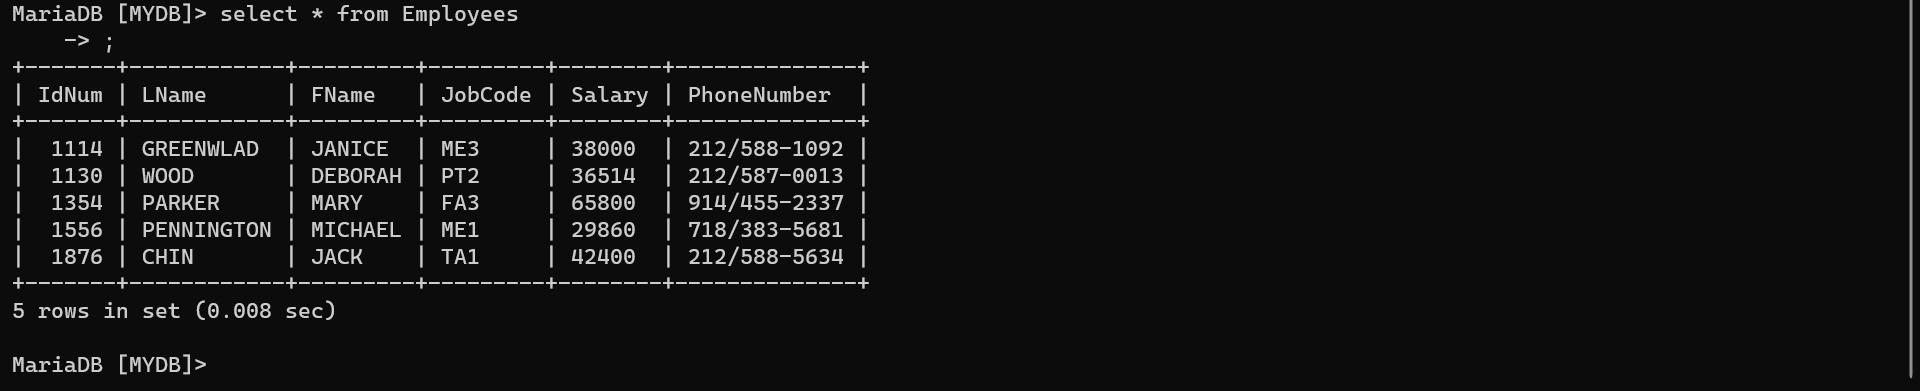 MariaDB [MYDB]> select * from Employees
    -> ;
+-------+------------+---------+---------+--------+--------------+
| IdNum | LName      | FName   | JobCode | Salary | PhoneNumber  |
+-------+------------+---------+---------+--------+--------------+
|  1114 | GREENWLAD  | JANICE  | ME3     | 38000  | 212/588-1092 |
|  1130 | WOOD       | DEBORAH | PT2     | 36514  | 212/587-0013 |
|  1354 | PARKER     | MARY    | FA3     | 65800  | 914/455-2337 |
|  1556 | PENNINGTON | MICHAEL | ME1     | 29860  | 718/383-5681 |
|  1876 | CHIN       | JACK    | TA1     | 42400  | 212/588-5634 |
+-------+------------+---------+---------+--------+--------------+
5 rows in set (0.008 sec)
MariaDB [MYDB]>